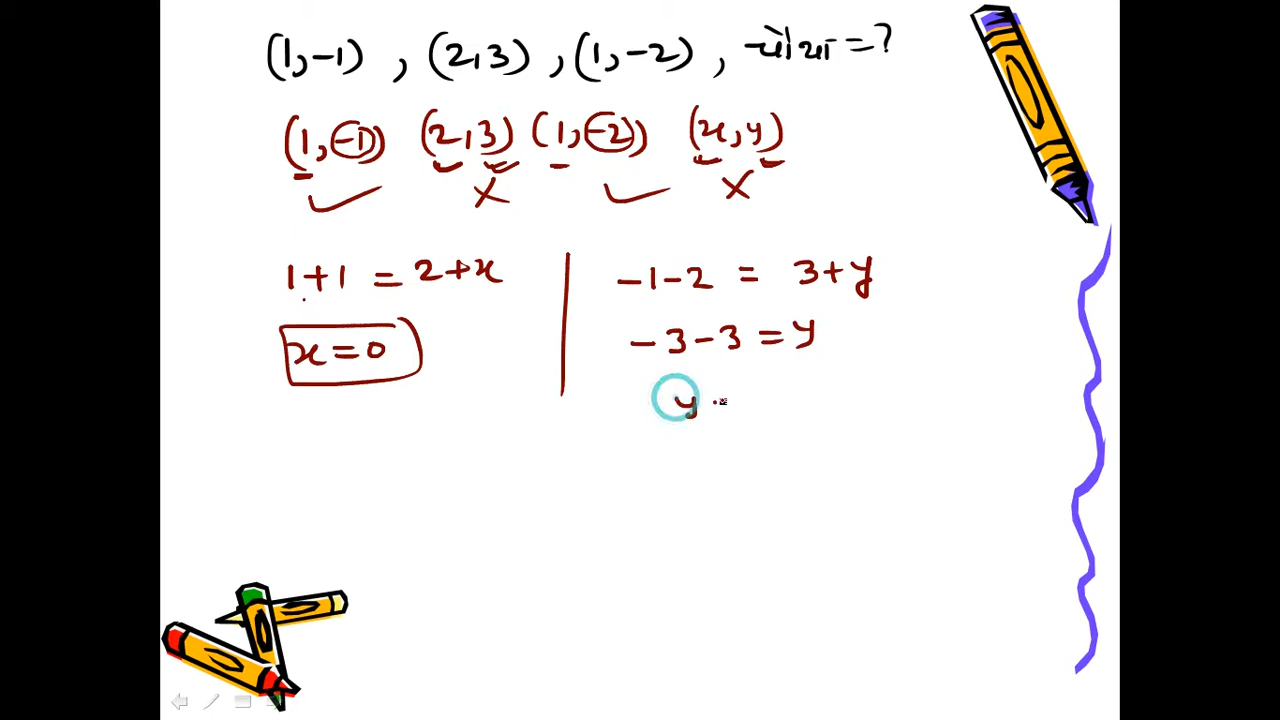 (1,-1) , (2,3) , (1,-2) , चौथा =?
(1,-1) (2,3) (1,-2) (x,y)
1+1 = 2+x
-1-2 = 3+y
x=0
-3-3 =y
y